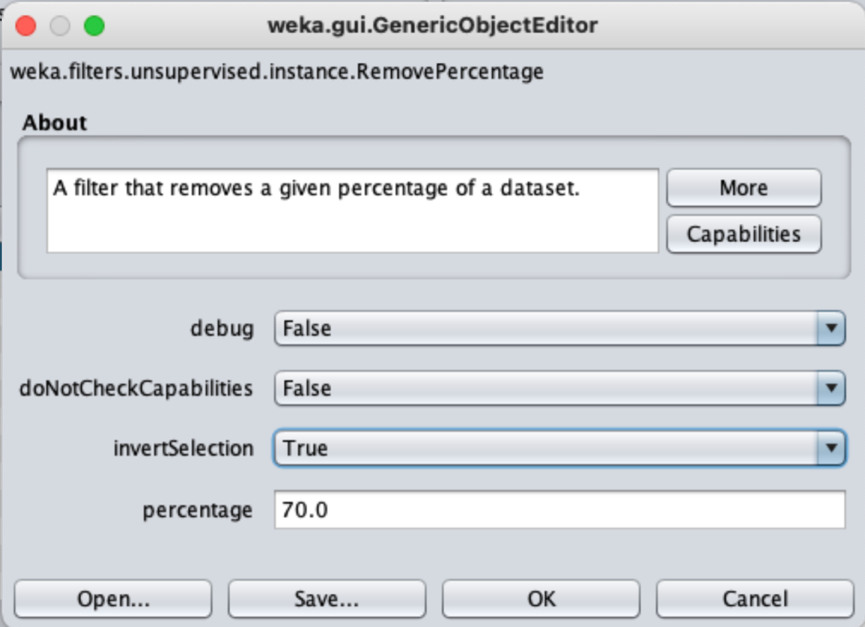 weka.gui.GenericObjectEditor
weka.filters.unsupervised.instance.RemovePercentage
About
A filter that removes a given percentage of a dataset.
More
Capabilities
debug False
doNotCheckCapabilities False
invertSelection True
percentage 70.0
Open... Save... OK Cancel